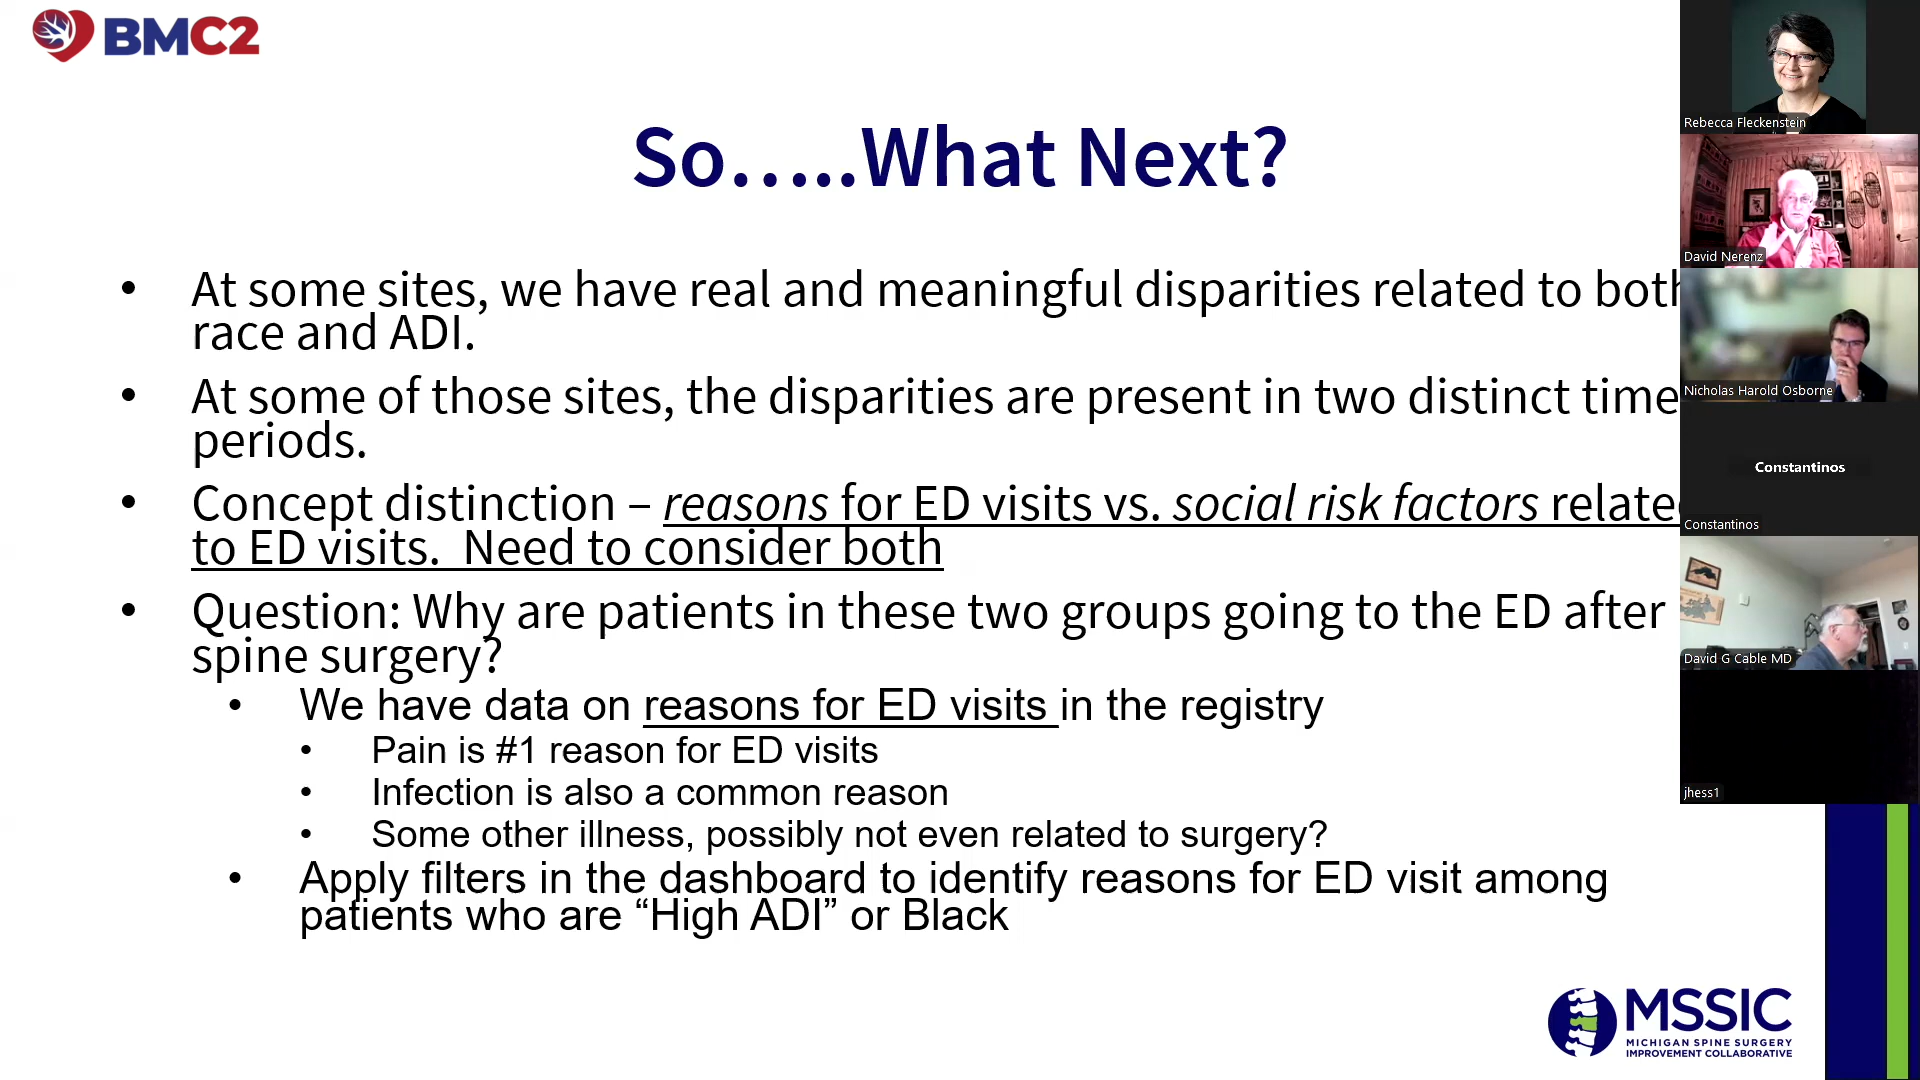 BMC2
So…..What Next?
• At some sites, we have real and meaningful disparities related to both
race and ADI.
• At some of those sites, the disparities are present in two distinct time
periods.
• Concept distinction – reasons for ED visits vs. social risk factors relate
to ED visits.  Need to consider both
• Question: Why are patients in these two groups going to the ED after
spine surgery?
• We have data on reasons for ED visits in the registry
• Pain is #1 reason for ED visits
• Infection is also a common reason
• Some other illness, possibly not even related to surgery?
• Apply filters in the dashboard to identify reasons for ED visit among
patients who are “High ADI” or Black
MSSIC
MICHIGAN SPINE SURGERY
IMPROVEMENT COLLABORATIVE
Rebecca Fleckenstein
David Nerenz
Nicholas Harold Osborne
Constantinos
Constantinos
David G Cable MD
jhess1